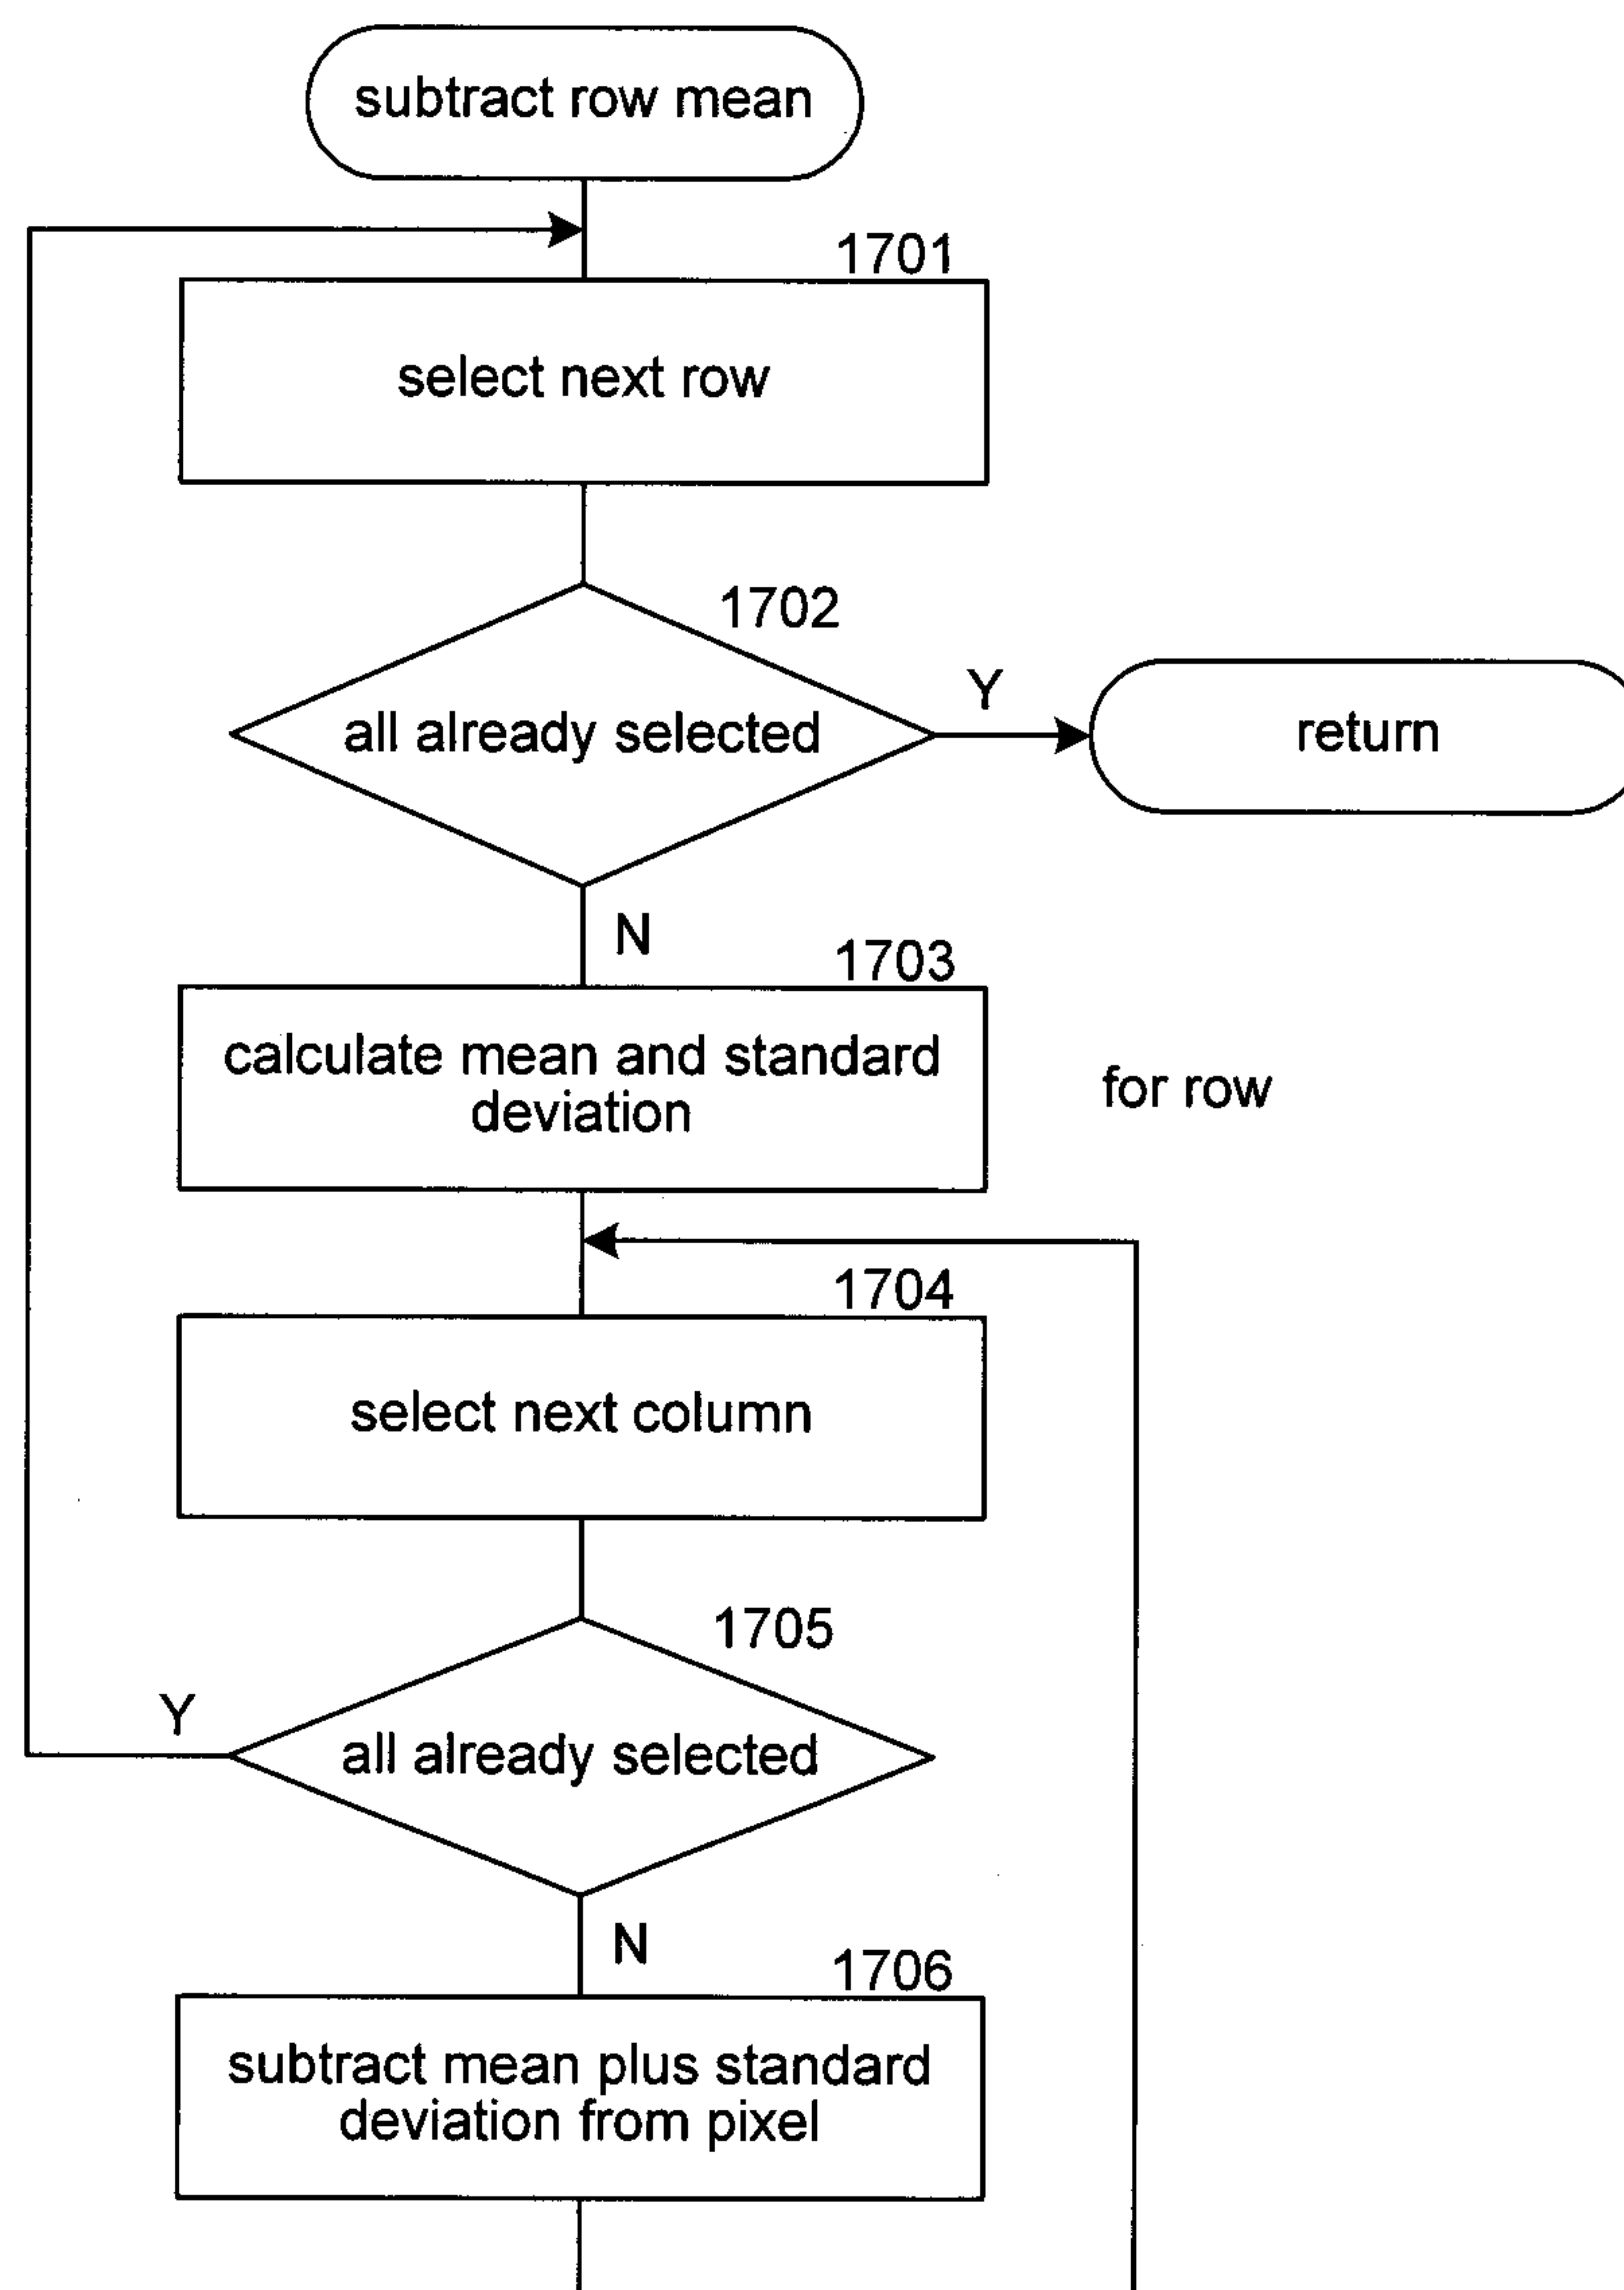 subtract row mean
1701
select next row
1702
all already selected
Y
return
N
1703
calculate mean and standard
deviation
for row
1704
select next column
1705
Y
all already selected
N
1706
subtract mean plus standard
deviation from pixel